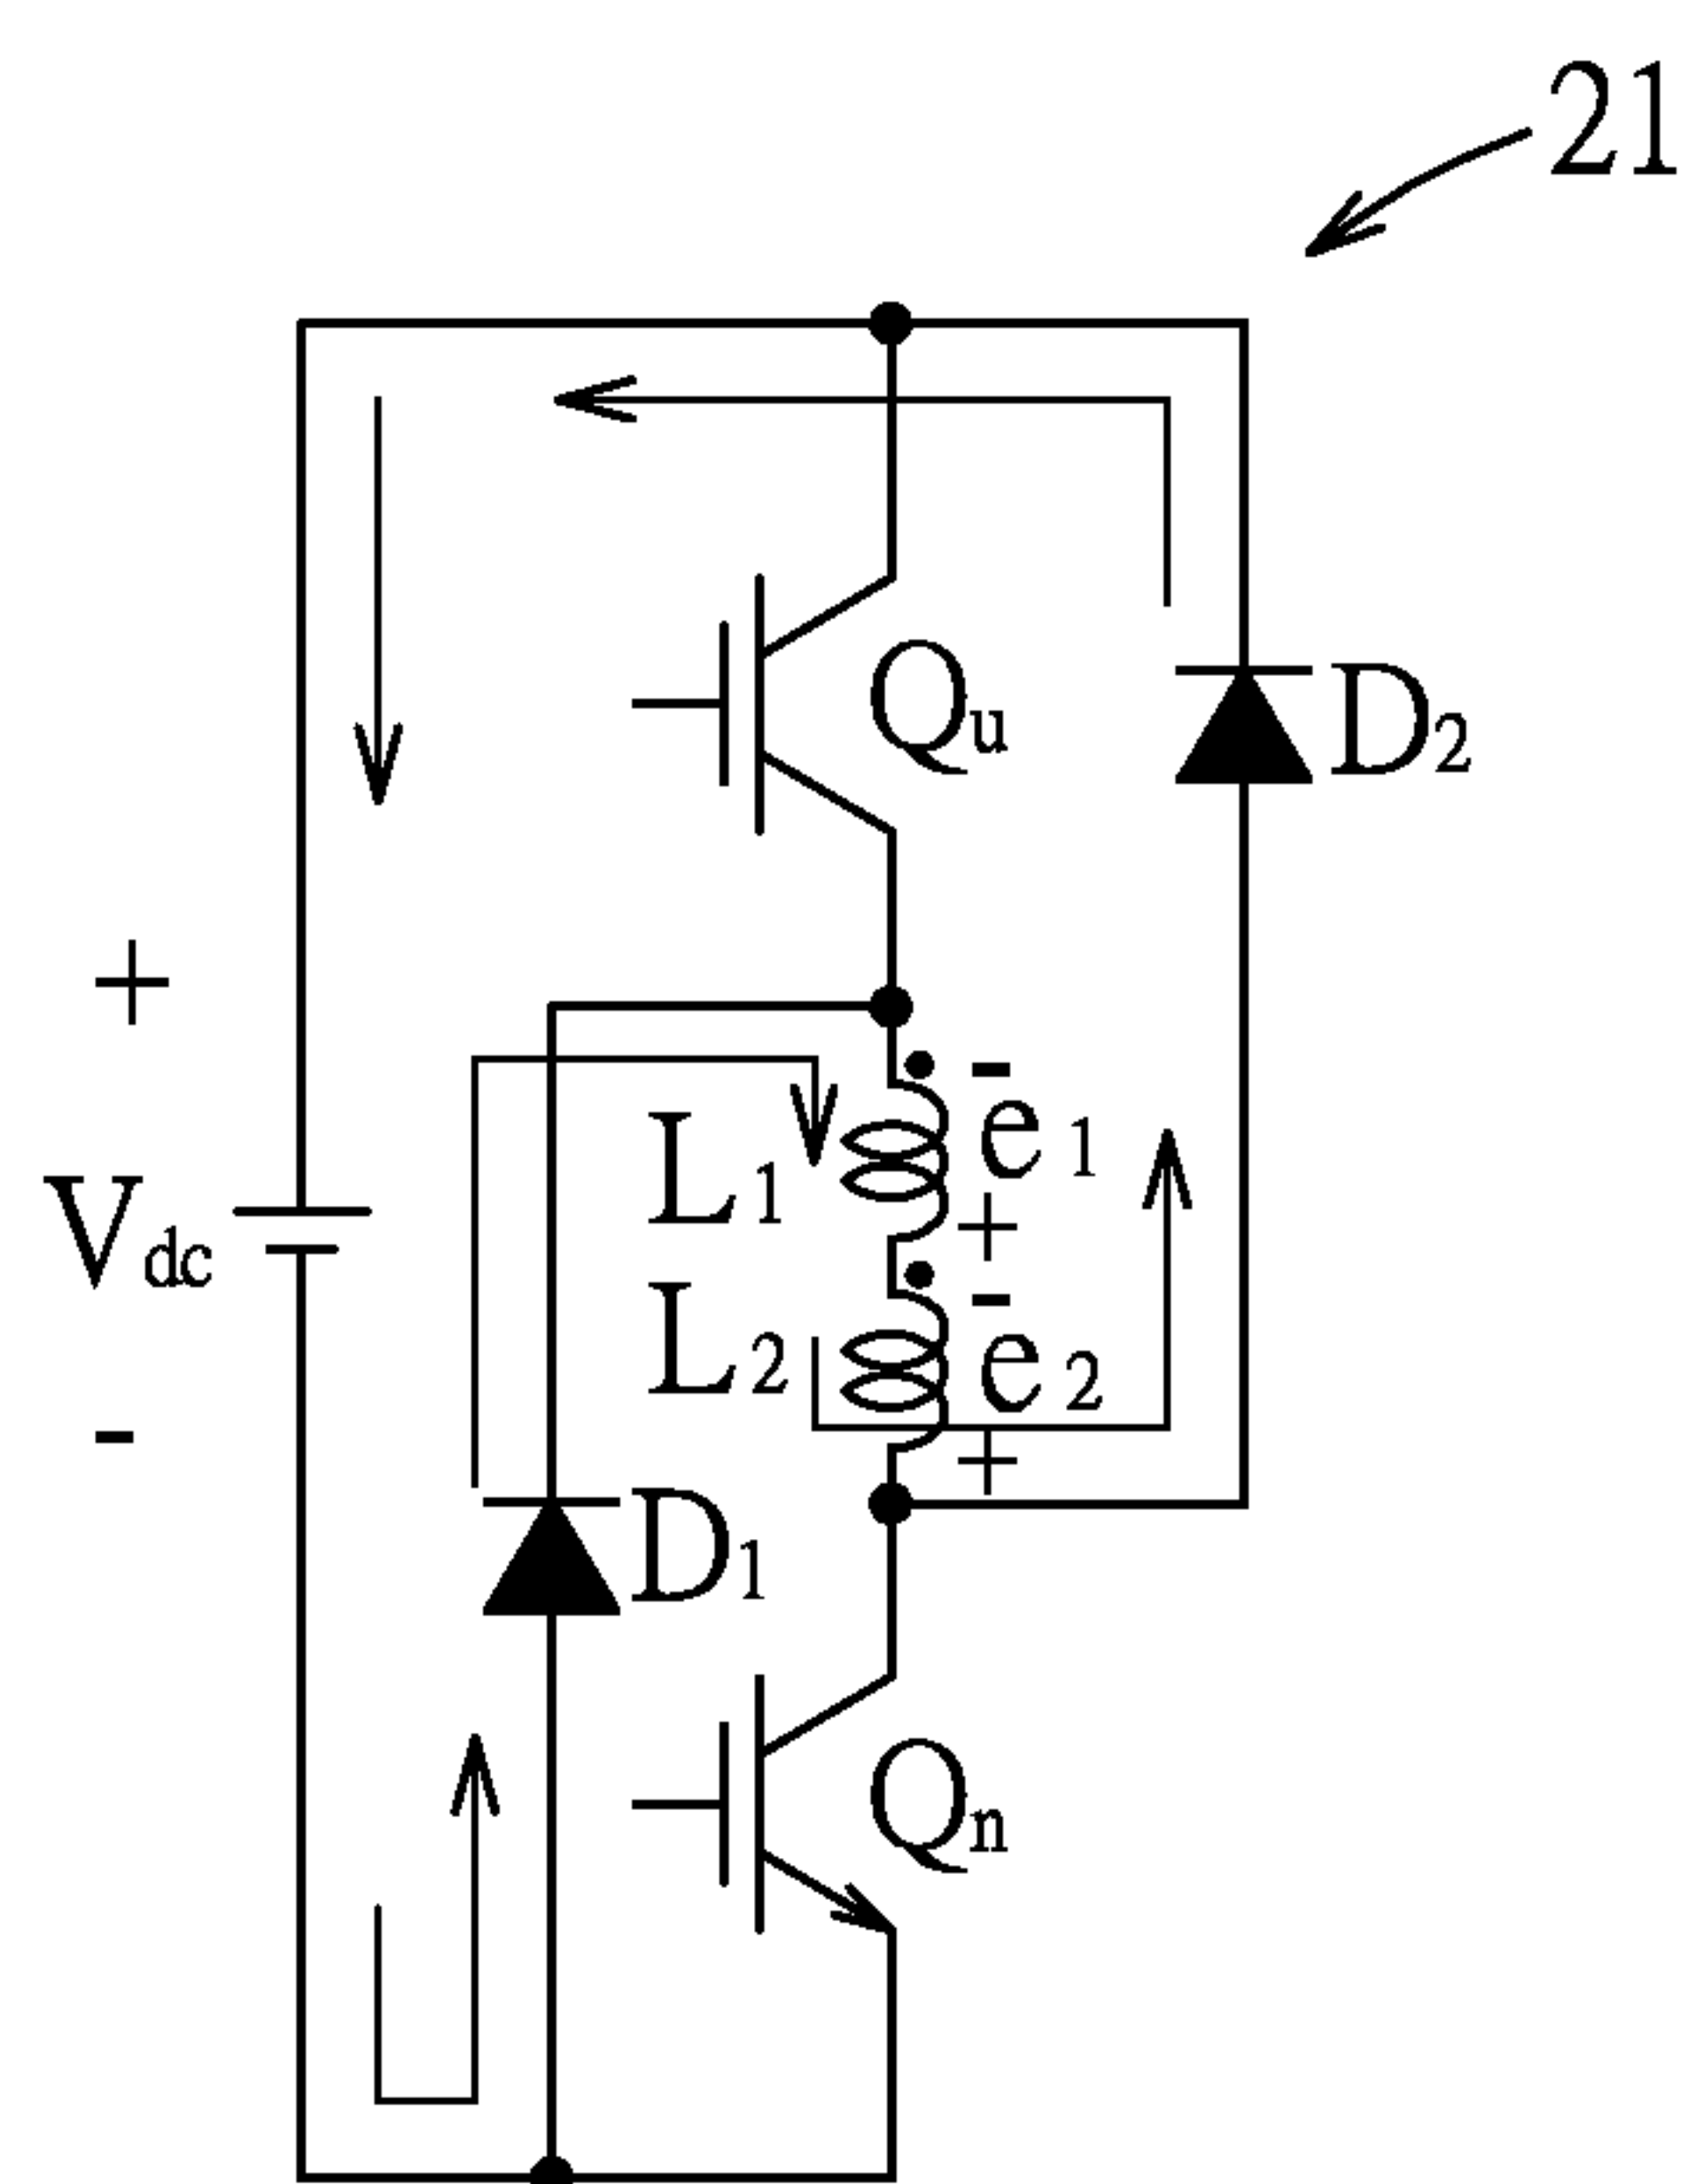 21
Qu
D2
+
Vdc
-
-
L1
e1
+
-
L2
e2
+
D1
Qn